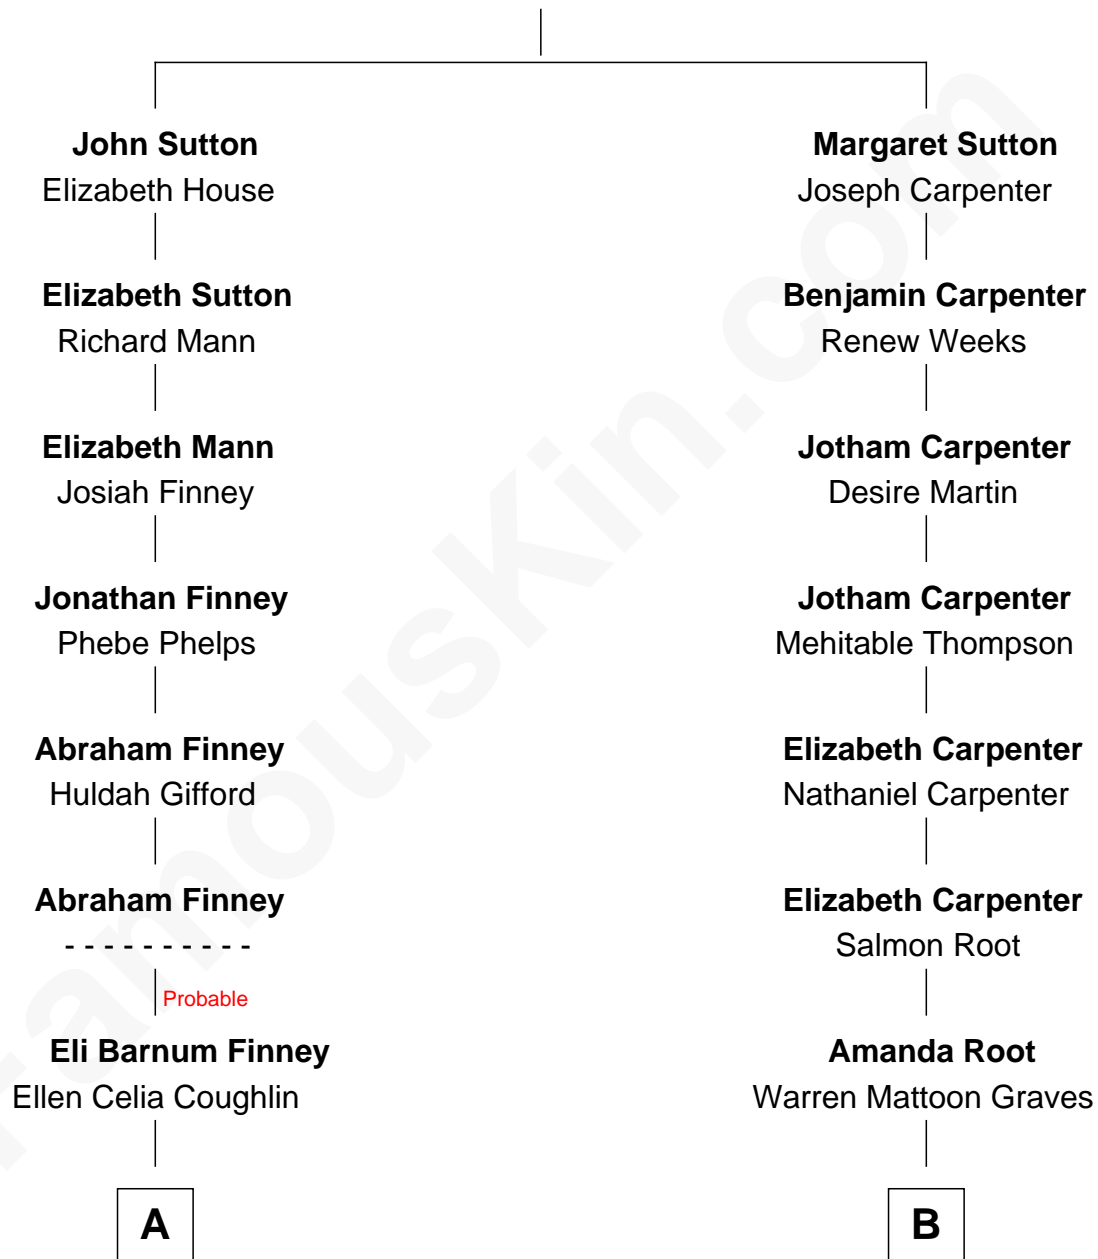 John Sutton
Elizabeth House
Margaret Sutton
Joseph Carpenter
Elizabeth Sutton
Richard Mann
Benjamin Carpenter
Renew Weeks
Elizabeth Mann
Josiah Finney
Jotham Carpenter
Desire Martin
Jonathan Finney
Phebe Phelps
Jotham Carpenter
Mehitable Thompson
Abraham Finney
Huldah Gifford
Elizabeth Carpenter
Nathaniel Carpenter
Abraham Finney
- - - - - - - - - -
Elizabeth Carpenter
Salmon Root
Probable
Eli Barnum Finney
Ellen Celia Coughlin
Amanda Root
Warren Mattoon Graves
A
B
FamousKin.com